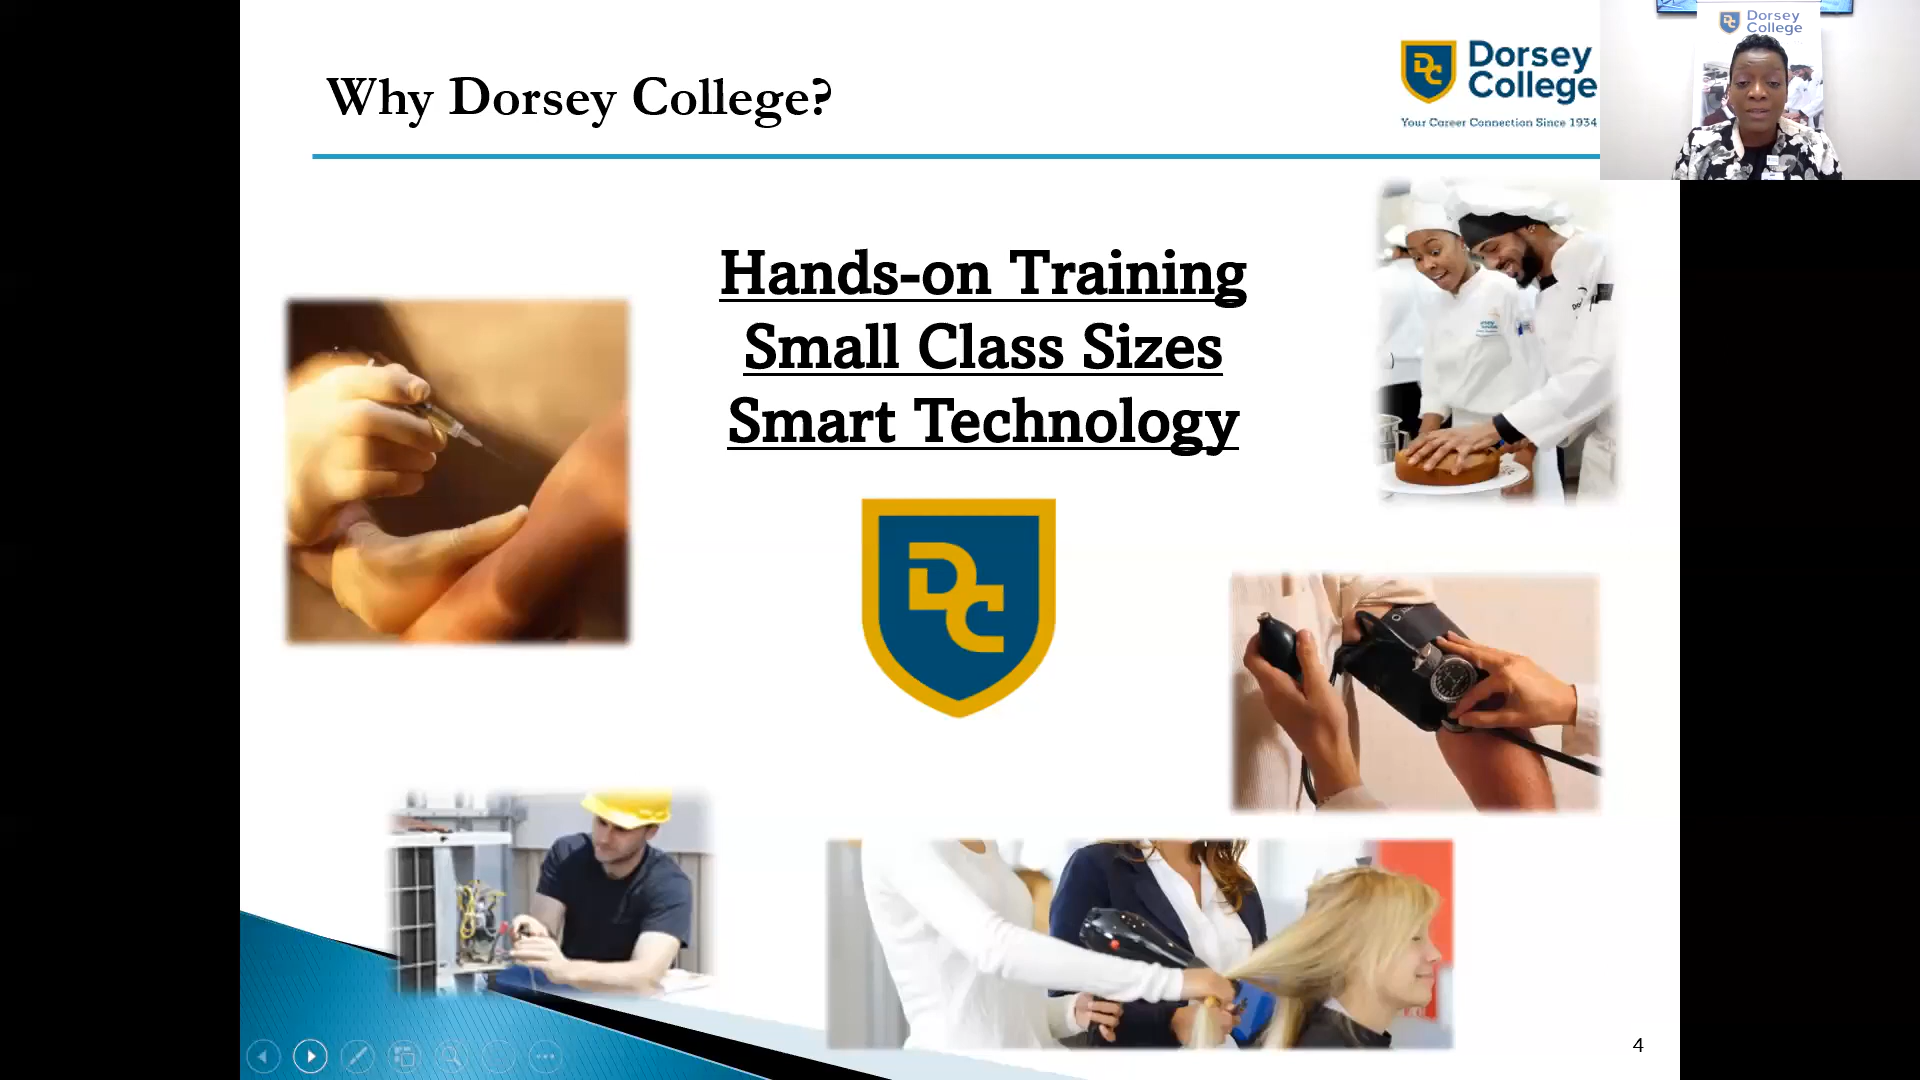 Why Dorsey College?
Dorsey
College
Your Career Connection Since 1934
Dorsey
College
Hands-on Training
Small Class Sizes
Smart Technology
DC
4